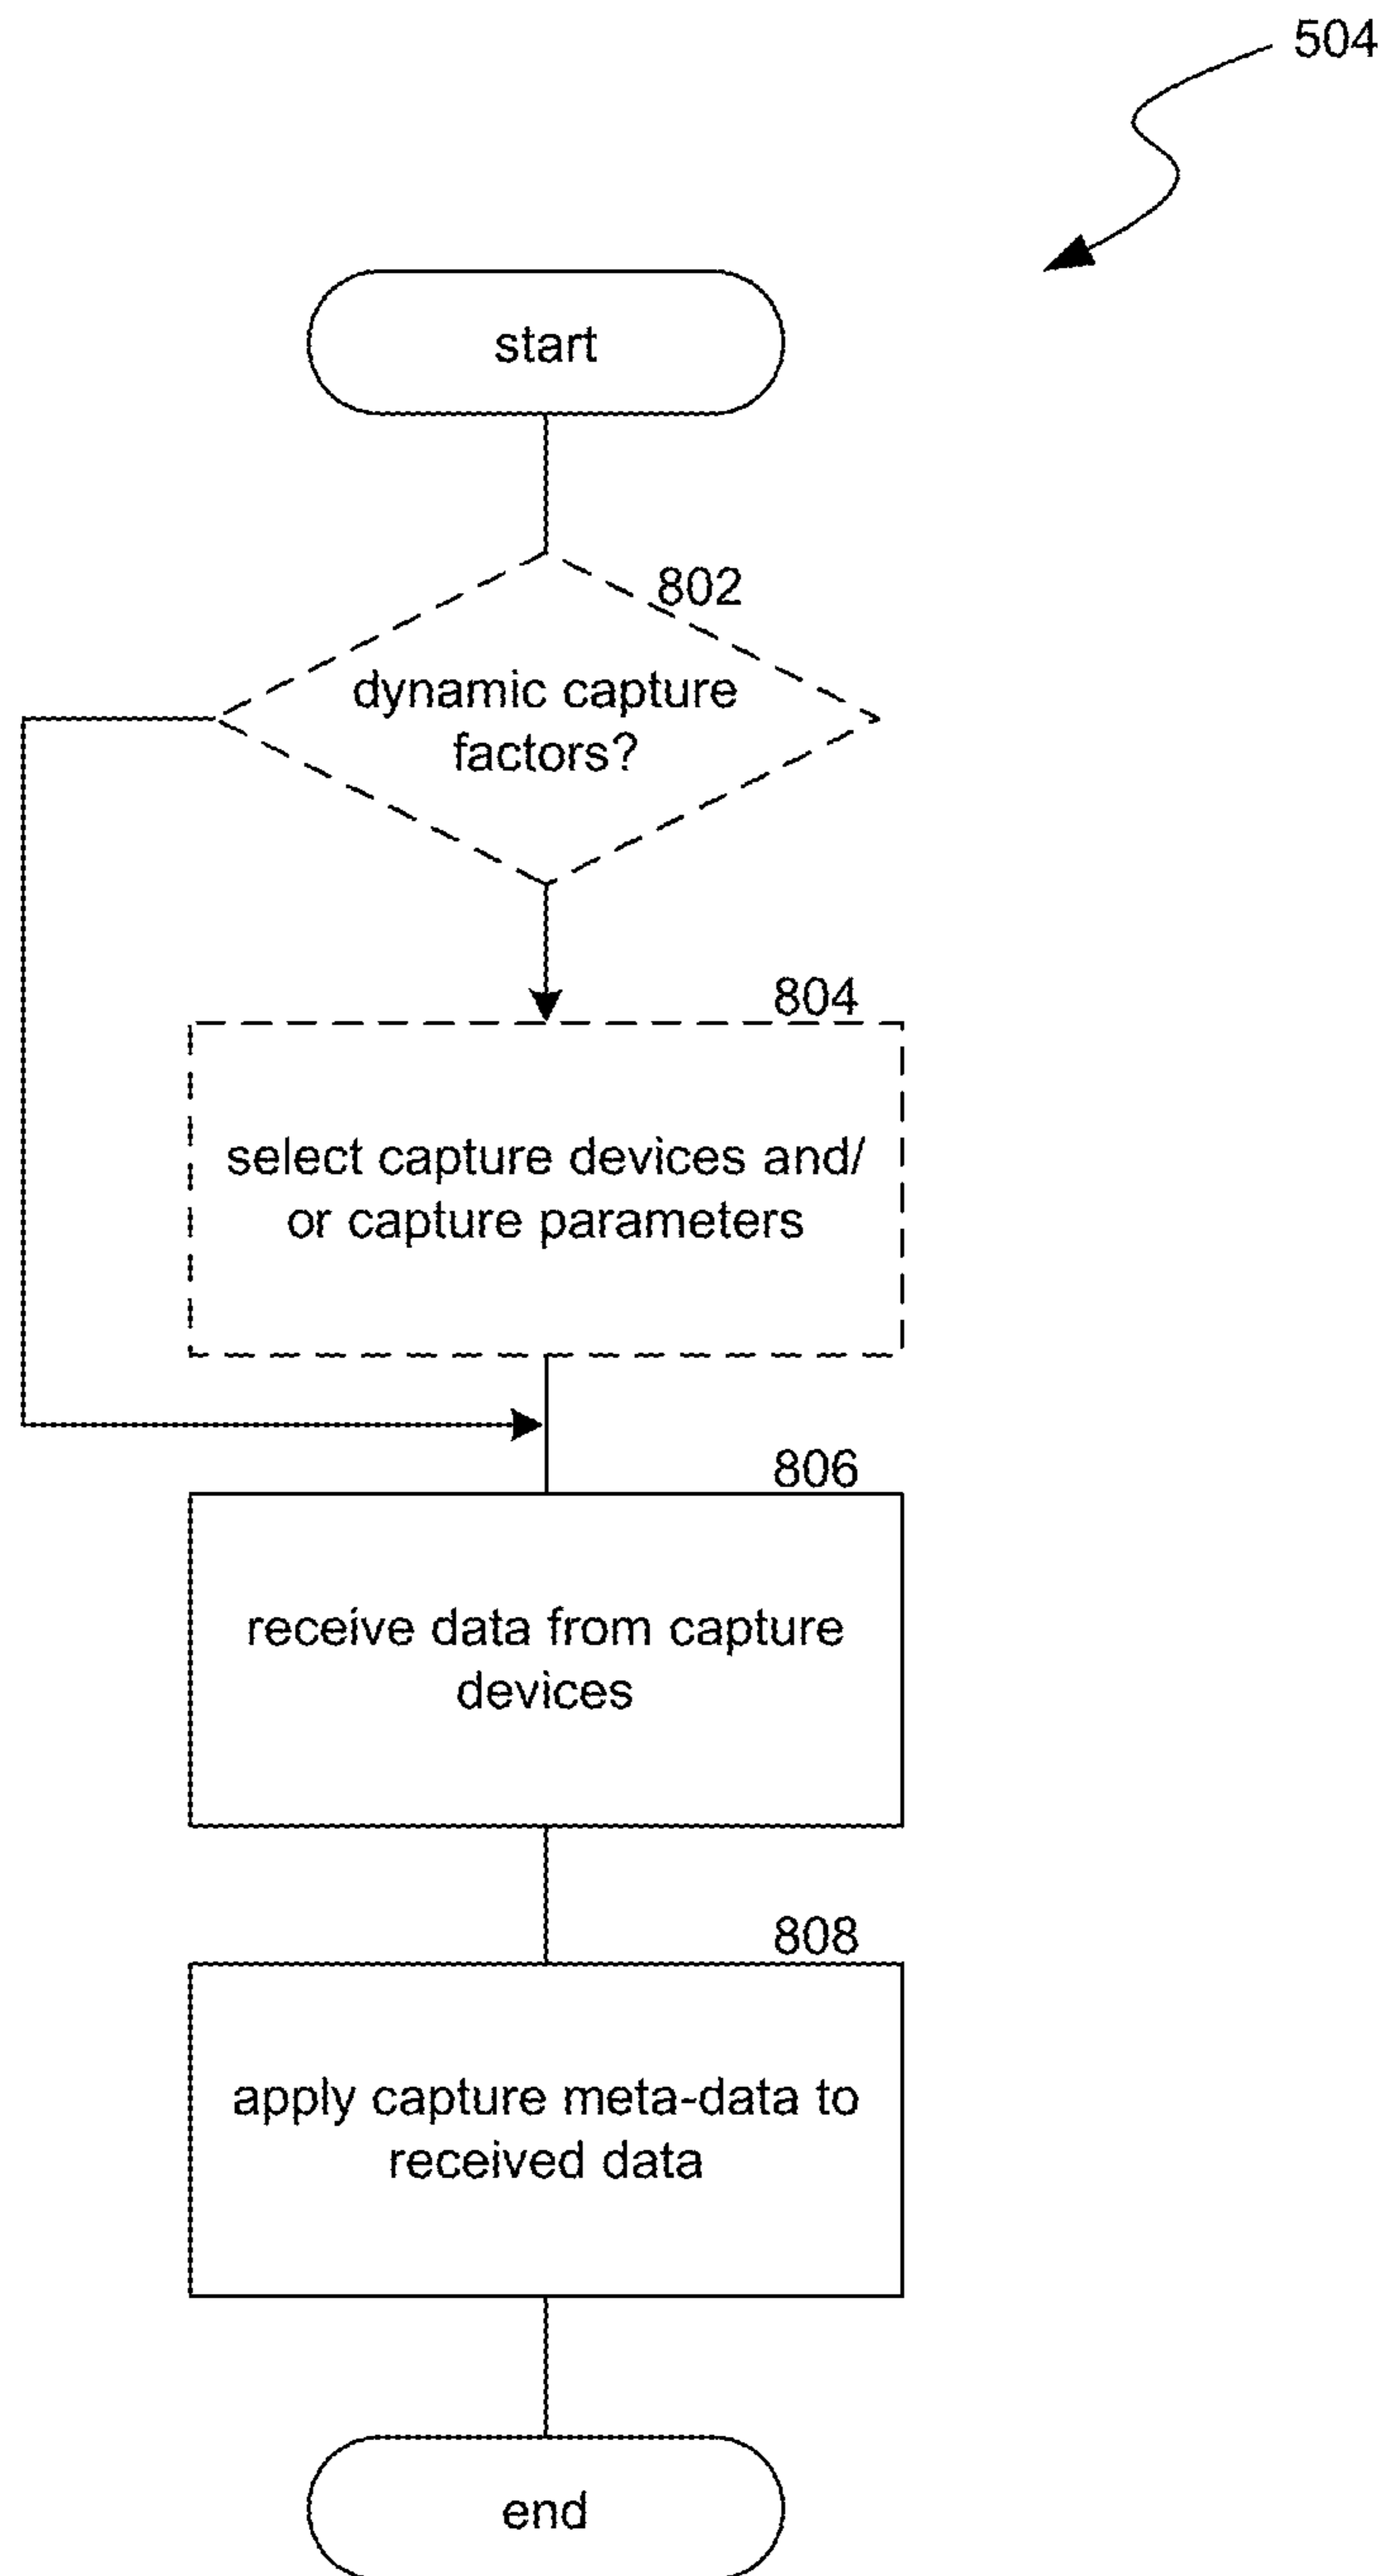 504
start
802
dynamic capture
factors?
804
select capture devices and/
or capture parameters
806
receive data from capture
devices
808
apply capture meta-data to
received data
end